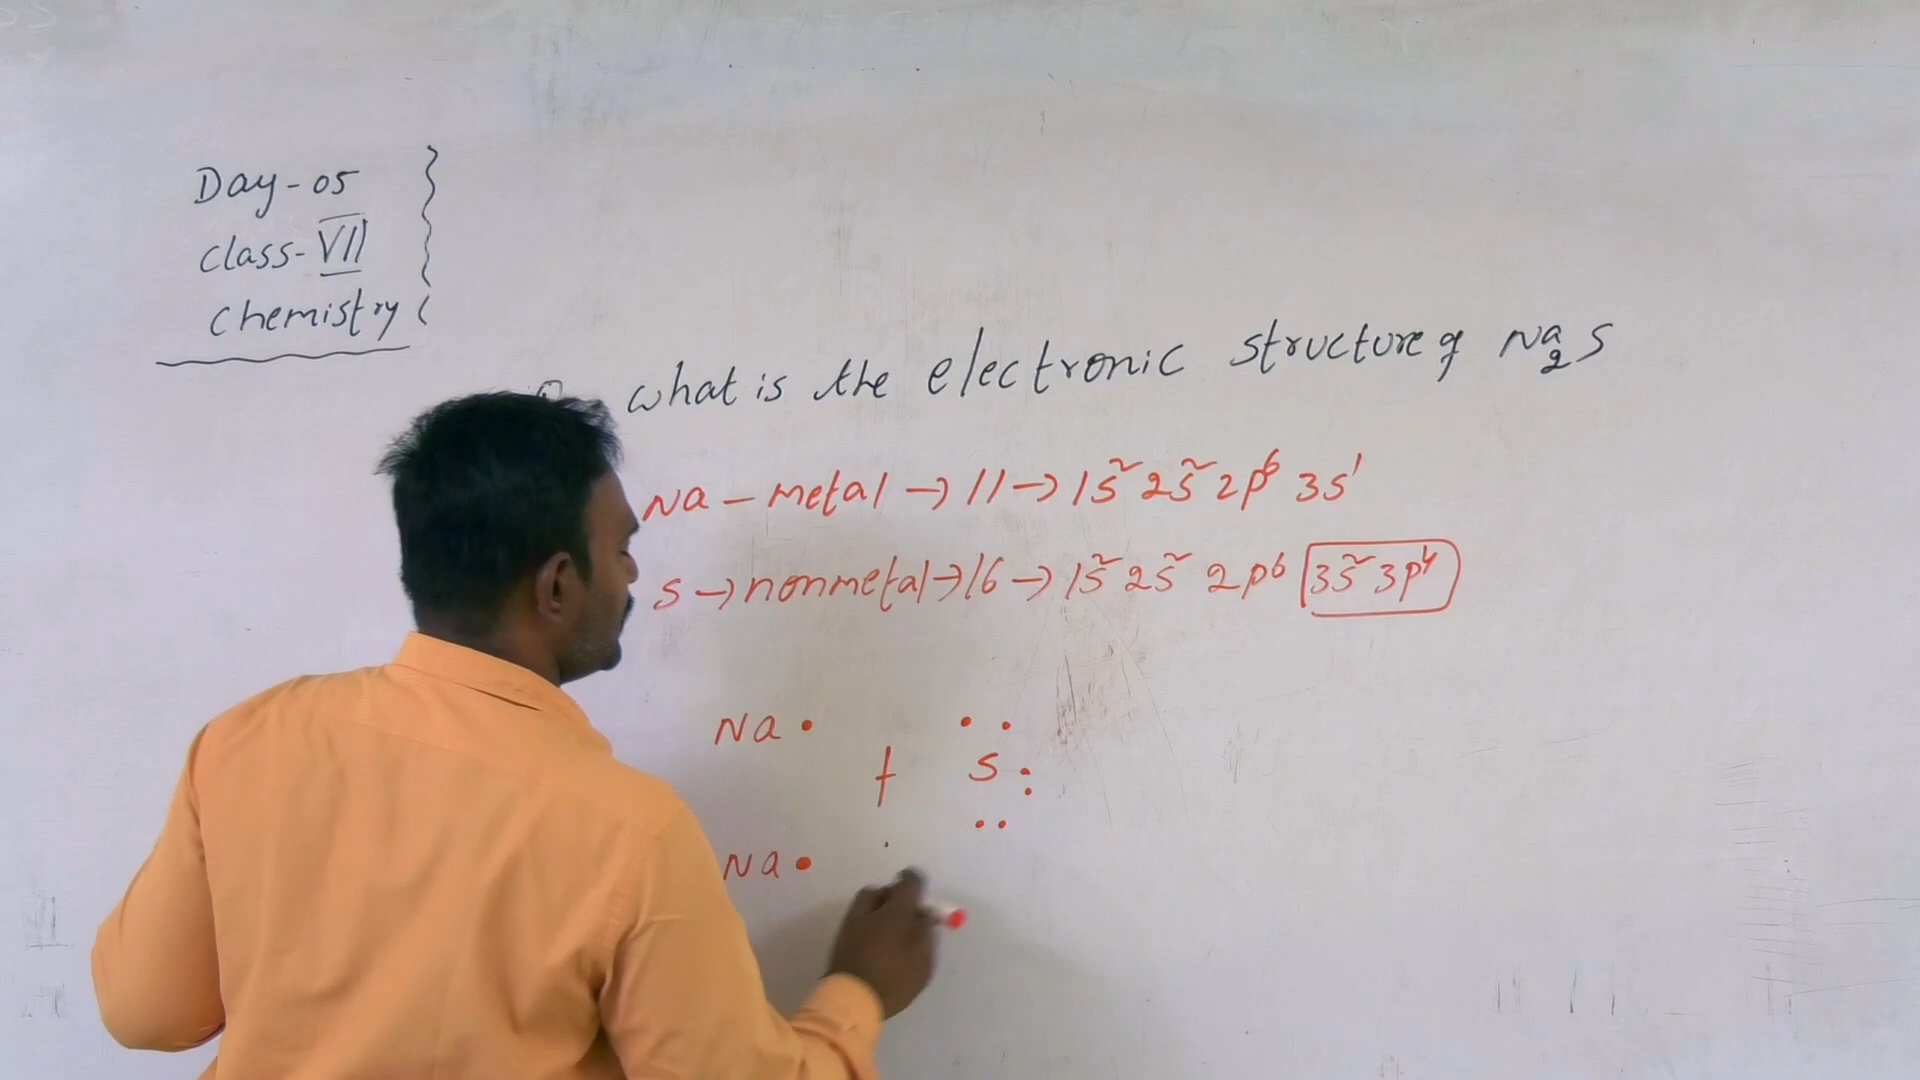 Day-05
class-VII
chemistry
what is the electronic structure of Na₂S
Na – metal → 11 → 1s² 2s² 2p⁶ 3s¹
S → nonmetal → 16 → 1s² 2s² 2p⁶ 3s² 3p⁴
Na •
+ S
Na •